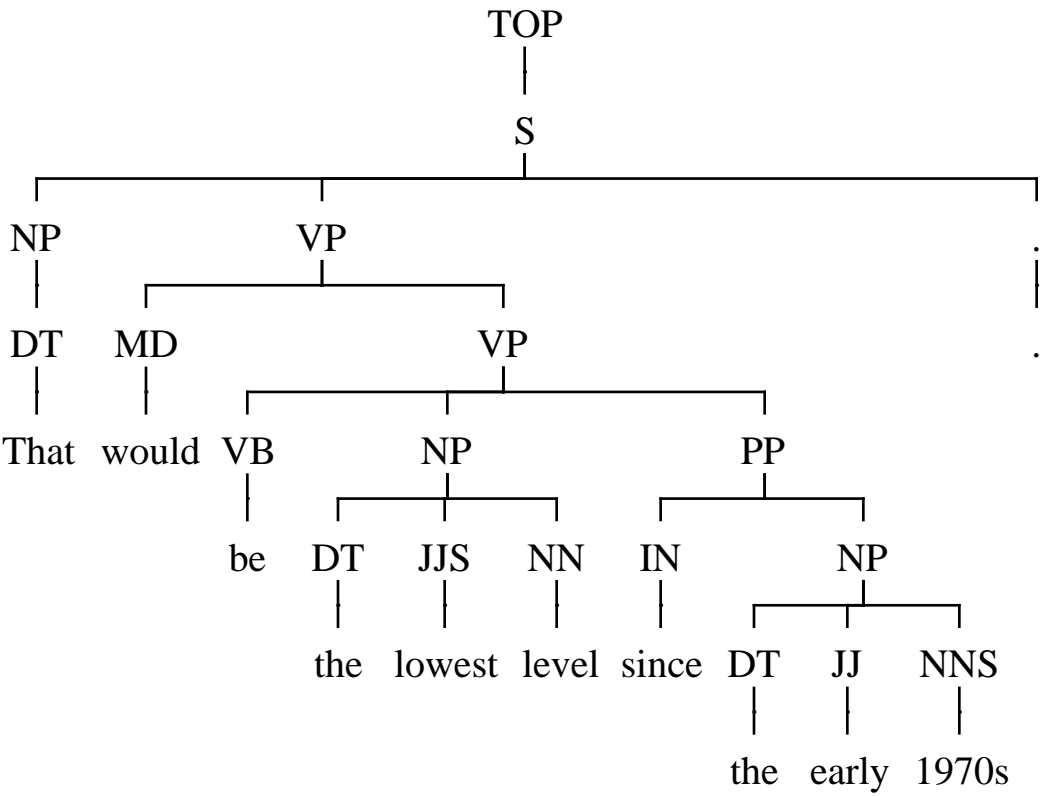 TOP
S
NP VP .
DT MD VP .
That would VB NP PP
be DT JJS NN IN NP
the lowest level since DT JJ NNS
the early 1970s